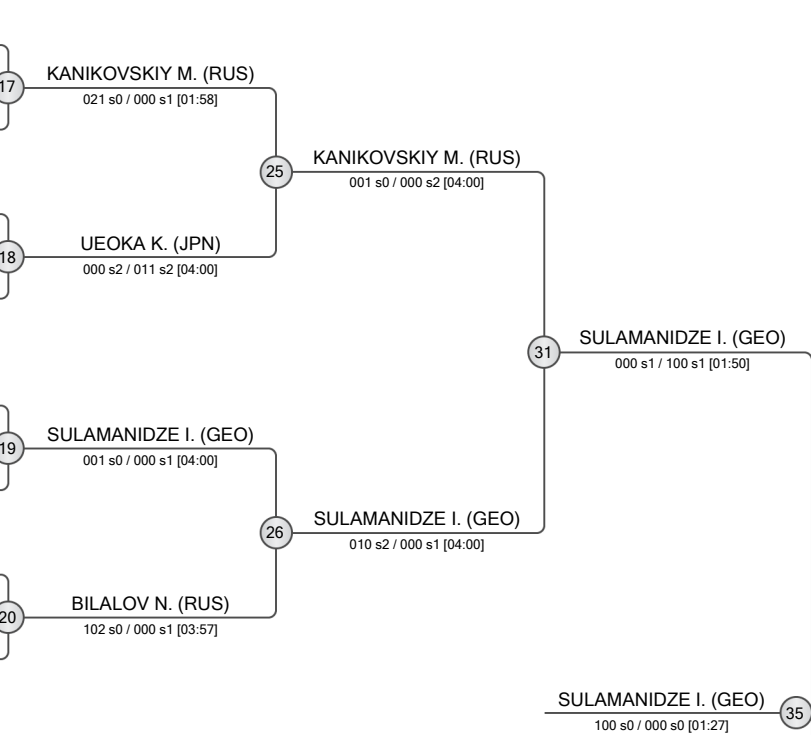 17
KANIKOVSKIY M. (RUS)
021 s0 / 000 s1 [01:58]
KANIKOVSKIY M. (RUS)
25
001 s0 / 000 s2 [04:00]
UEOKA K. (JPN)
18
000 s2 / 011 s2 [04:00]
SULAMANIDZE I. (GEO)
31
000 s1 / 100 s1 [01:50]
SULAMANIDZE I. (GEO)
19
001 s0 / 000 s1 [04:00]
SULAMANIDZE I. (GEO)
26
010 s2 / 000 s1 [04:00]
BILALOV N. (RUS)
20
102 s0 / 000 s1 [03:57]
SULAMANIDZE I. (GEO)
35
100 s0 / 000 s0 [01:27]